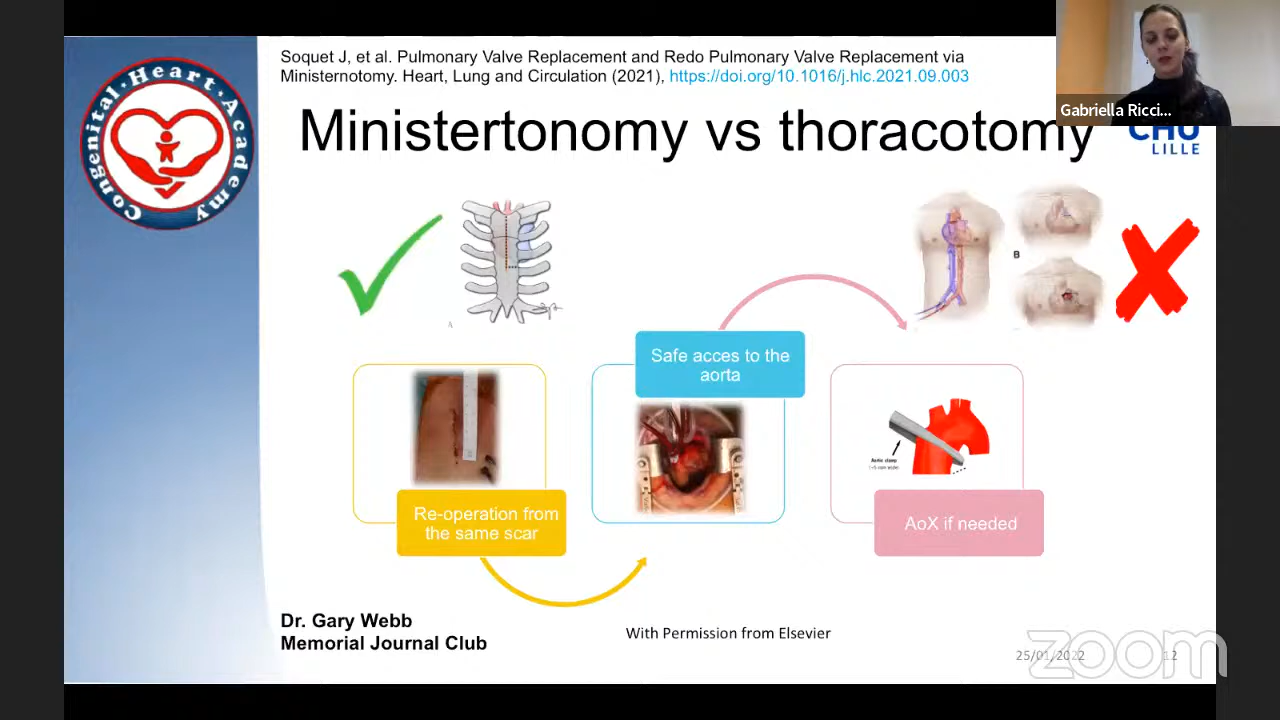 Soquet J, et al. Pulmonary Valve Replacement and Redo Pulmonary Valve Replacement via
Ministernotomy. Heart, Lung and Circulation (2021), https://doi.org/10.1016/j.hlc.2021.09.003
Gabriella Ricci...
Congenital · Heart · Academy
Ministertonomy vs thoracotomy
CHU
LILLE
A
B
Safe acces to the
aorta
Aortic clamp
Re-operation from
the same scar
AoX if needed
Dr. Gary Webb
Memorial Journal Club
With Permission from Elsevier
25/01/2022
12
zoom